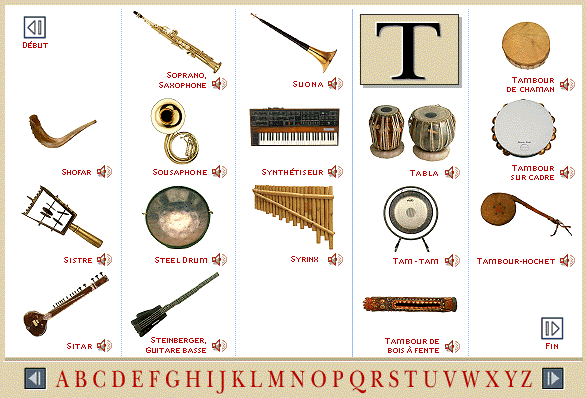 DÉBUT
SOPRANO,
SAXOPHONE
SUONA
T
TAMBOUR
DE CHAMAN
SHOFAR
SOUSAPHONE
SYNTHÉTISEUR
TABLA
TAMBOUR
SUR CADRE
SISTRE
STEEL DRUM
SYRINX
TAM-TAM
TAMBOUR-HOCHET
SITAR
STEINBERGER,
GUITARE BASSE
TAMBOUR DE
BOIS À FENTE
FIN
A B C D E F G H I J K L M N O P Q R S T U V W X Y Z